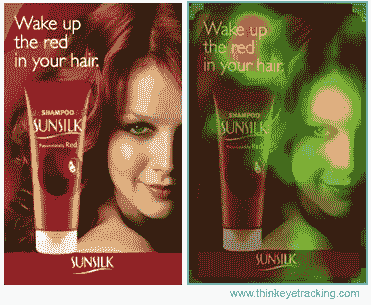 Wake up
the red
in your hair.
SHAMPOO
SUNSILK
Passionately Red
SUNSILK
Wake up
the red
in your hair.
SHAMPOO
SUNSILK
Red
SUNSILK
www.thinkeyetracking.com